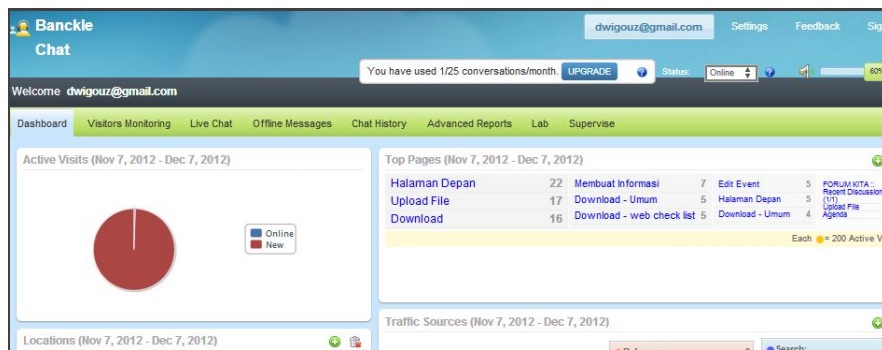 Banckle
Chat
dwigouz@gmail.com Settings Feedback
You have used 1/25 conversations/month. UPGRADE Status: Online 60%
Welcome dwigouz@gmail.com
Dashboard Visitors Monitoring Live Chat Offline Messages Chat History Advanced Reports Lab Supervise
Active Visits (Nov 7, 2012 - Dec 7, 2012)
Online
New
Top Pages (Nov 7, 2012 - Dec 7, 2012)
Halaman Depan 22 Membuat Informasi 7 Edit Event 5 FORUM KITA ::
Recent Discussion
Upload File 17 Download - Umum 5 Halaman Depan 5 (1/1)
Upload File
Download 16 Download - web check list 5 Download - Umum 4 Agenda
Each = 200 Active V
Locations (Nov 7, 2012 - Dec 7, 2012)
Traffic Sources (Nov 7, 2012 - Dec 7, 2012)
Search: